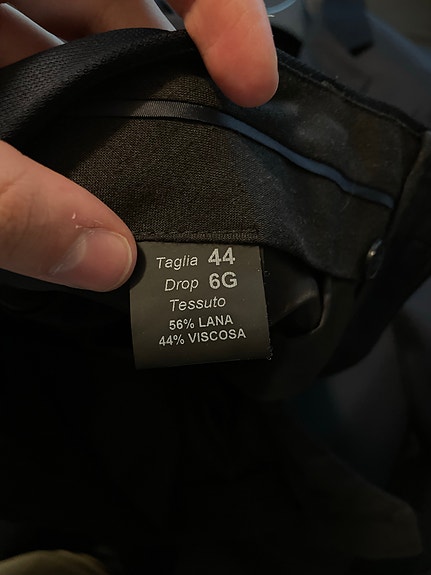 Taglia 44
Drop 6G
Tessuto
56% LANA
44% VISCOSA